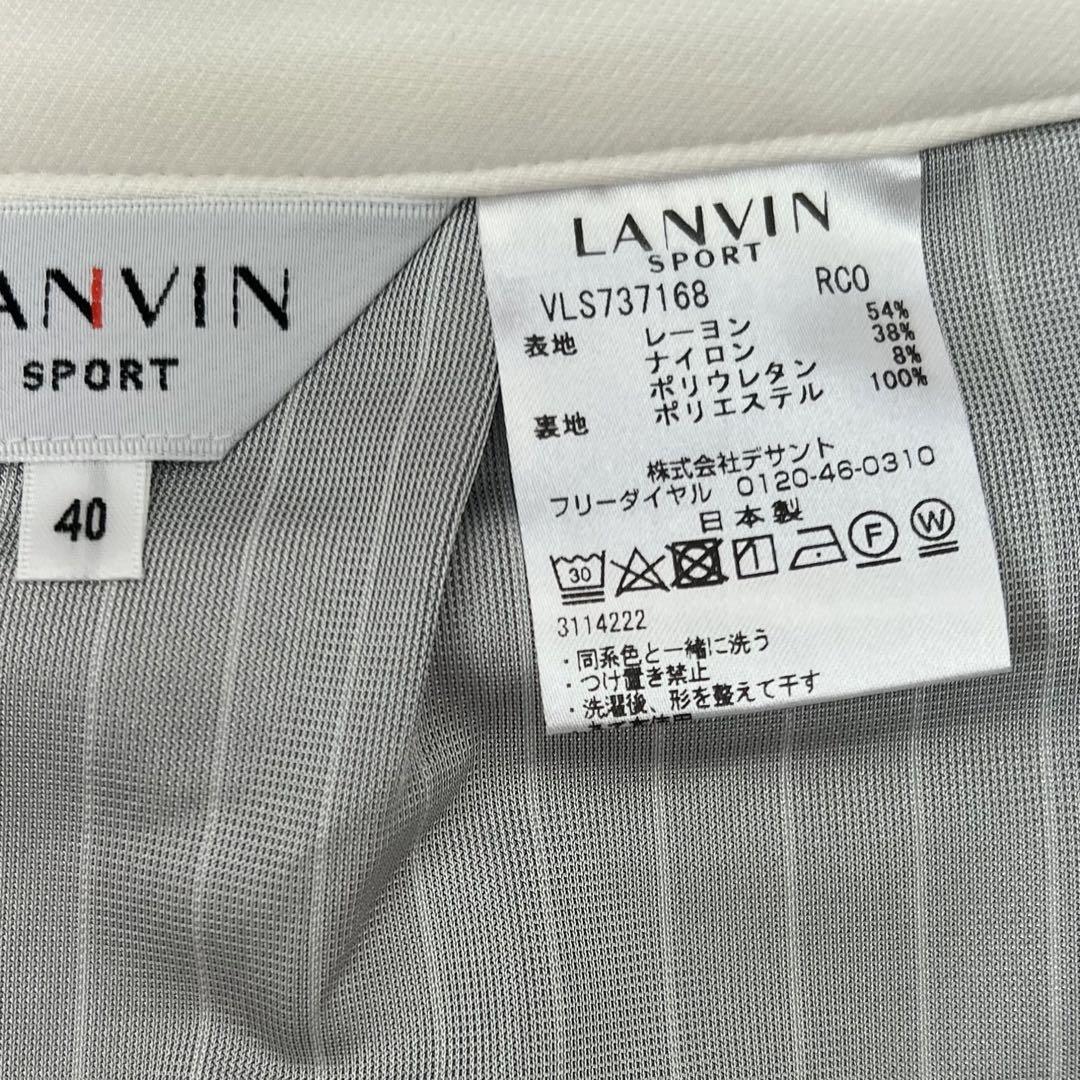 LANVIN
SPORT
40
LANVIN
SPORT
VLS737168 RCO
表地 レーヨン 54%
ナイロン 38%
ポリウレタン 8%
裏地 ポリエステル 100%
株式会社デサント
フリーダイヤル 0120-46-0310
日本製
30 F W
3114222
・同系色と一緒に洗う
・つけ置き禁止
・洗濯後、形を整えて干す